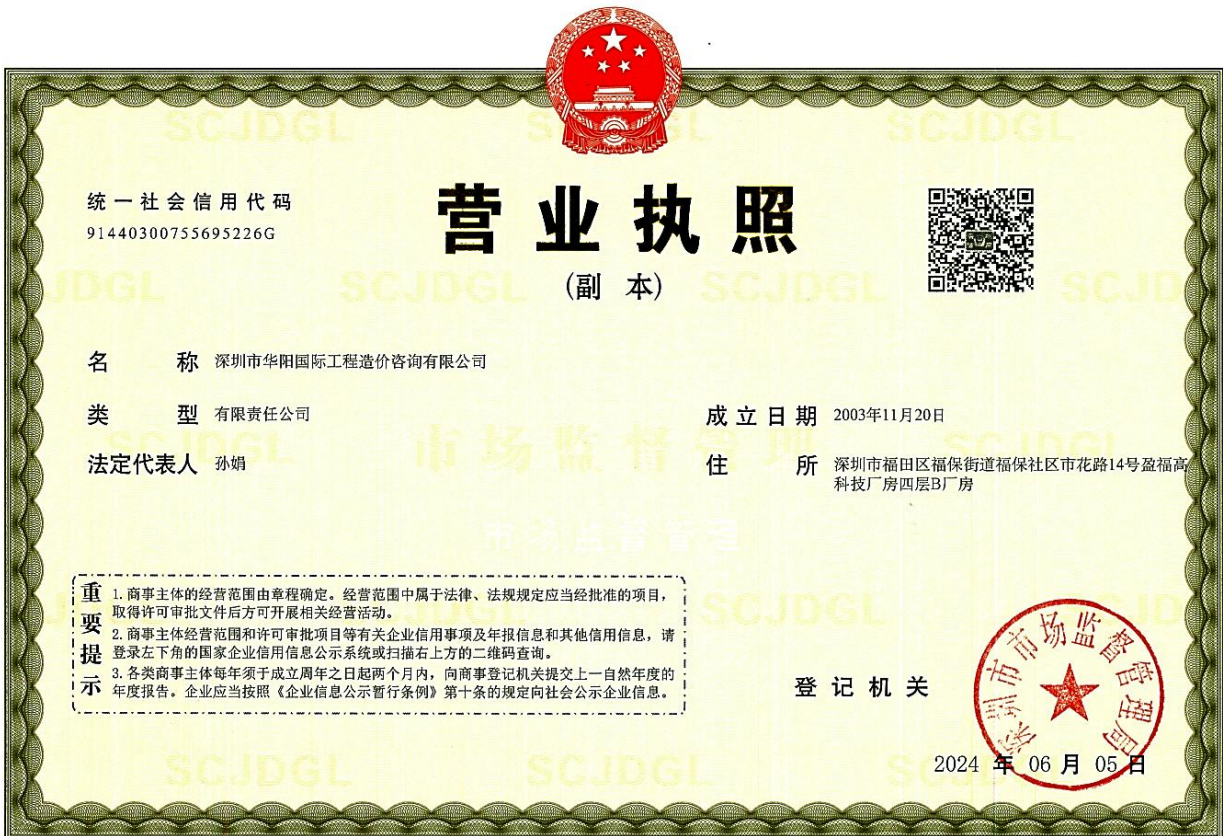 统一社会信用代码
91440300755695226G
营业执照
(副 本)
名 称 深圳市华阳国际工程造价咨询有限公司
类 型 有限责任公司
法定代表人 孙娟
成立日期 2003年11月20日
住 所 深圳市福田区福保街道福保社区市花路14号盈福高
科技厂房四层B厂房
重要提示
1. 商事主体的经营范围由章程确定。经营范围中属于法律、法规规定应当经批准的项目，
取得许可审批文件后方可开展相关经营活动。
2. 商事主体经营范围和许可审批项目等有关企业信用事项及年报信息和其他信用信息，请
登录左下角的国家企业信用信息公示系统或扫描右上方的二维码查询。
3. 各类商事主体每年须于成立周年之日起两个月内，向商事登记机关提交上一自然年度的
年度报告。企业应当按照《企业信息公示暂行条例》第十条的规定向社会公示企业信息。
登记机关
深圳市市场监督管理局
2024 年 06 月 05 日
SCJDGL
市场监督管理